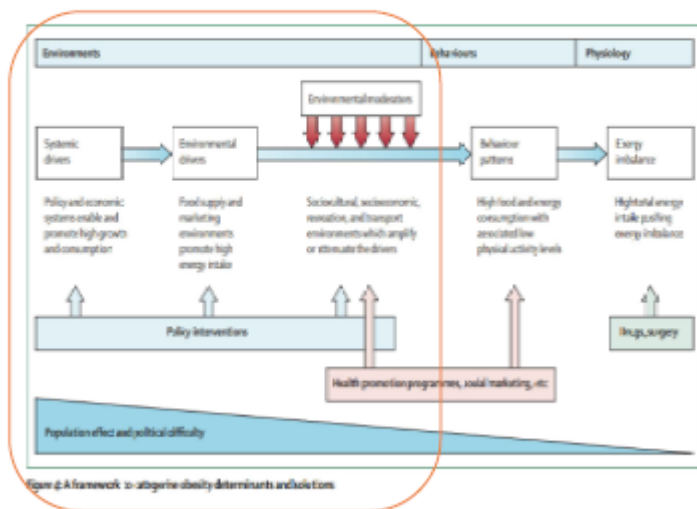 Environments
Behaviours
Physiology
Environmental moderators
Systemic
drivers
Environmental
drivers
Behaviour
patterns
Exergy
imbalance
Policy and economic
systems enable and
promote high growth
and consumption
Food supply and
marketing
environments
promote high
energy intake
Sociocultural, socioeconomic,
recreation, and transport
environments which amplify
or attenuate the drivers
High food and energy
consumption with
associated low
physical activity levels
High total energy
intake pushing
exergy imbalance
Policy interventions
Drugs, surgery
Health promotion programmes, social marketing, etc
Population effect and political difficulty
Figure 4: A framework to categorise obesity determinants and solutions